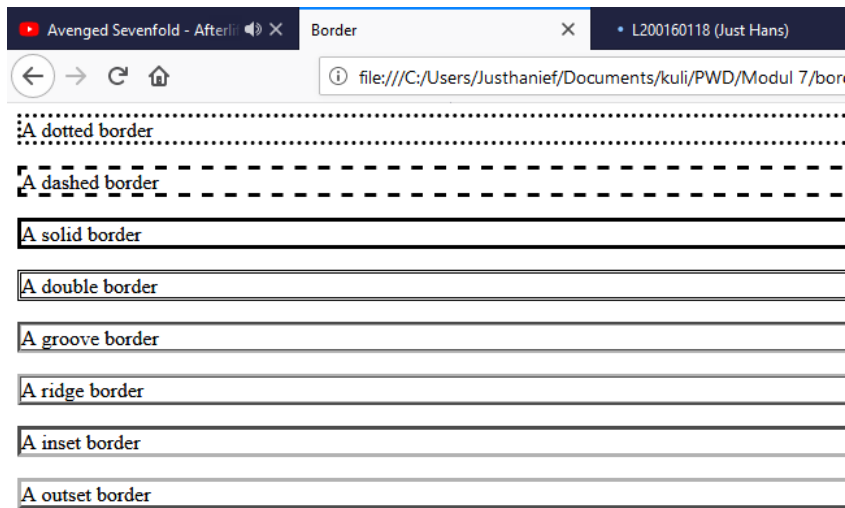 Avenged Sevenfold - Afterli
Border
L200160118 (Just Hans)
file:///C:/Users/Justhanief/Documents/kuli/PWD/Modul 7/bor
A dotted border
A dashed border
A solid border
A double border
A groove border
A ridge border
A inset border
A outset border